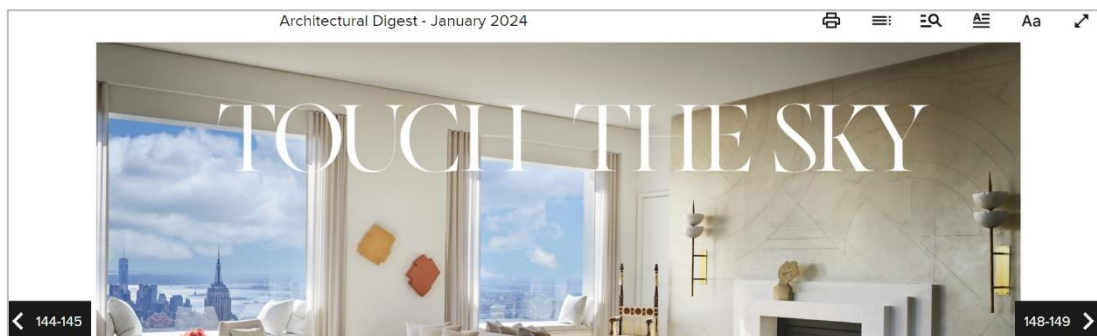 Architectural Digest - January 2024
Aa
TOUCH THE SKY
144-145
148-149